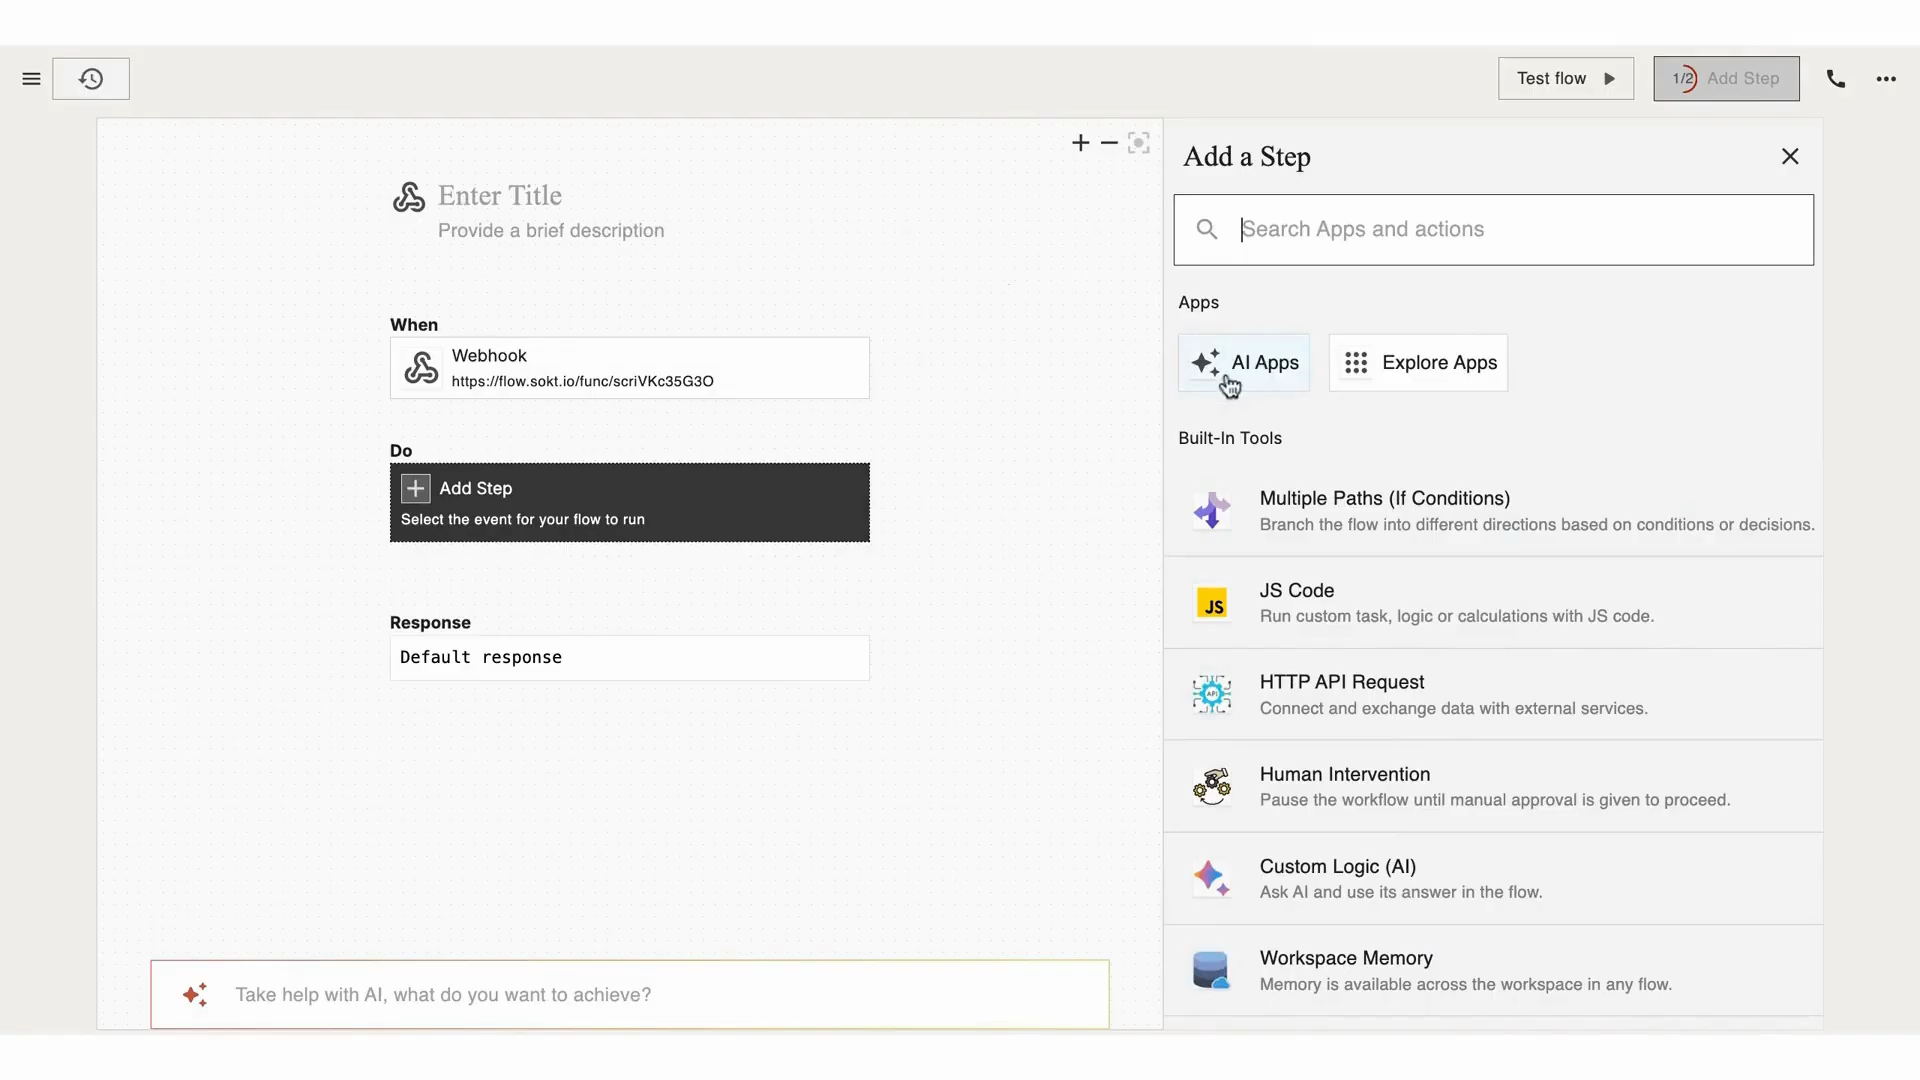 Test flow
1/2 Add Step
Enter Title
Provide a brief description
When
Webhook
https://flow.sokt.io/func/scriVKc35G3O
Do
Add Step
Select the event for your flow to run
Response
Default response
Take help with AI, what do you want to achieve?
Add a Step
Search Apps and actions
Apps
AI Apps
Explore Apps
Built-In Tools
Multiple Paths (If Conditions)
Branch the flow into different directions based on conditions or decisions.
JS
JS Code
Run custom task, logic or calculations with JS code.
API
HTTP API Request
Connect and exchange data with external services.
Human Intervention
Pause the workflow until manual approval is given to proceed.
Custom Logic (AI)
Ask AI and use its answer in the flow.
Workspace Memory
Memory is available across the workspace in any flow.